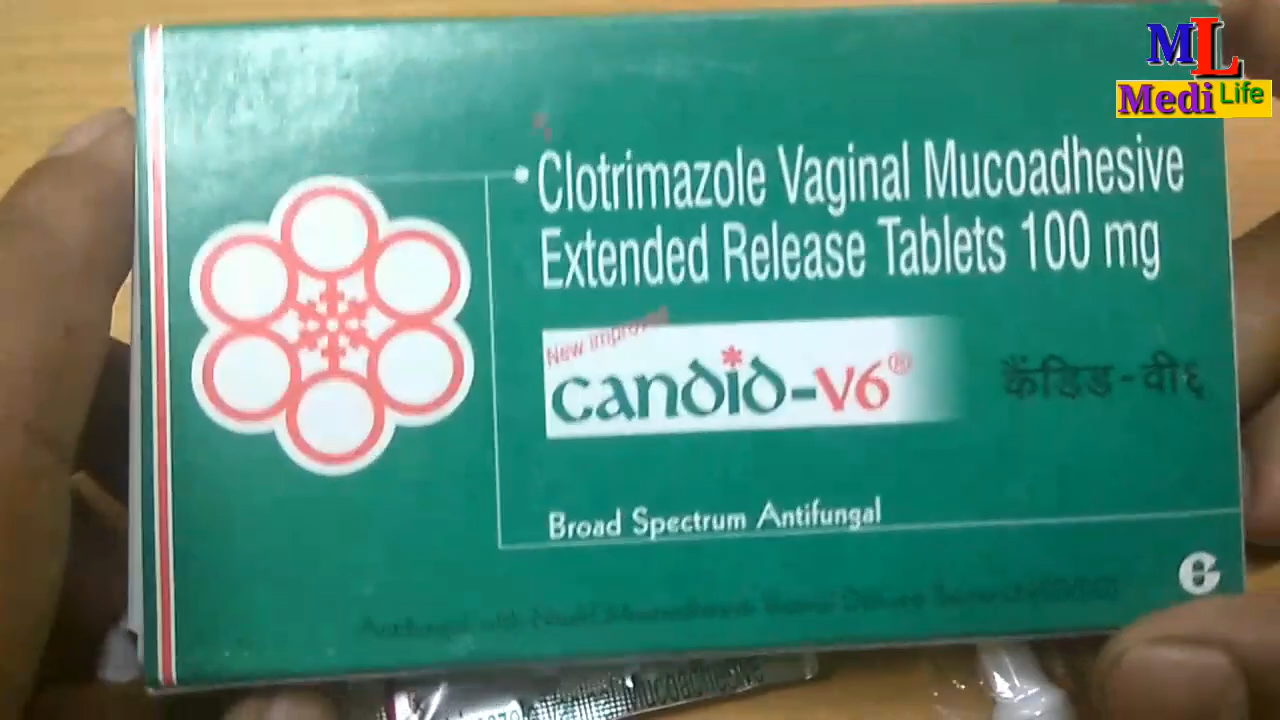 ML
Medi Life
Clotrimazole Vaginal Mucoadhesive
Extended Release Tablets 100 mg
New improved
candid-V6®
कैंडिड-वी६
Broad Spectrum Antifungal
Mucoadhesive